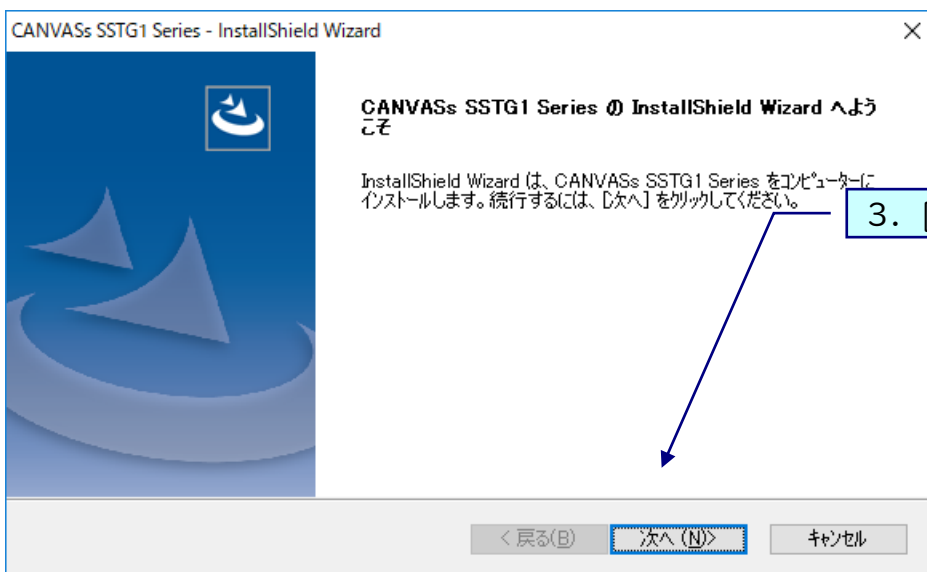 CANVASs SSTG1 Series - InstallShield Wizard
CANVASs SSTG1 Series の InstallShield Wizard へよう
こそ
InstallShield Wizard は、CANVASs SSTG1 Series をコンピューターに
インストールします。続行するには、[次へ] をクリックしてください。
3.
< 戻る(B)
次へ (N)>
キャンセル